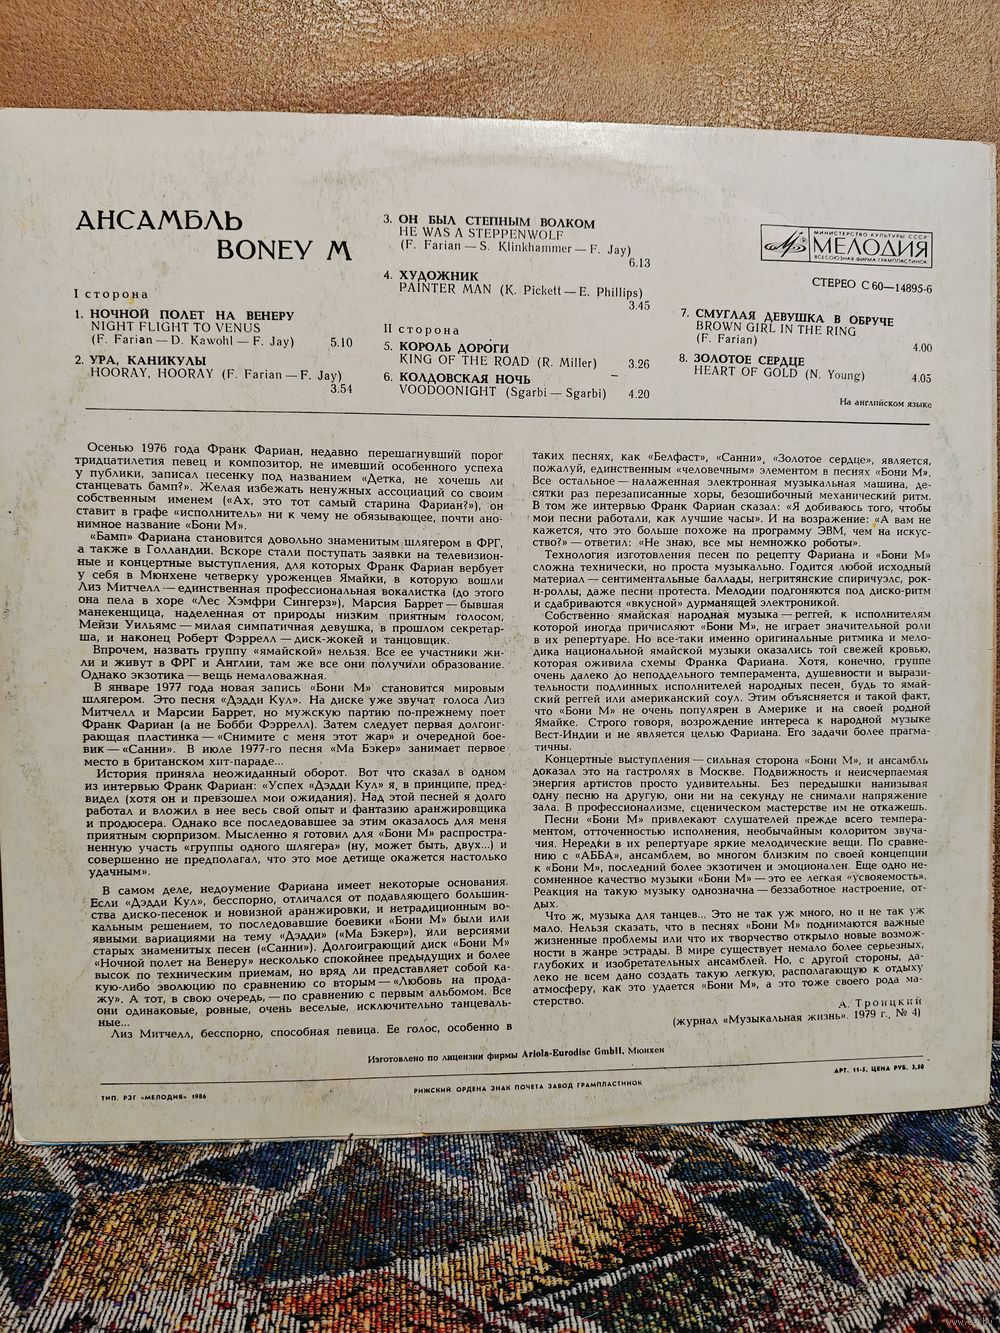 АНСАМБЛЬ
BONEY M
I сторона
1. НОЧНОЙ ПОЛЕТ НА ВЕНЕРУ
NIGHT FLIGHT TO VENUS
(F. Farian — D. Kawohl — F. Jay) 5.10
2. УРА, КАНИКУЛЫ
HOORAY, HOORAY (F. Farian — F. Jay)
3.54
3. ОН БЫЛ СТЕПНЫМ ВОЛКОМ
HE WAS A STEPPENWOLF
(F. Farian — S. Klinkhammer — F. Jay)
6.13
4. ХУДОЖНИК
PAINTER MAN (K. Pickett — E. Phillips)
3.45
II сторона
5. КОРОЛЬ ДОРОГИ
KING OF THE ROAD (R. Miller) 3.26
6. КОЛДОВСКАЯ НОЧЬ
VOODOONIGHT (Sgarbi — Sgarbi) 4.20
МИНИСТЕРСТВО КУЛЬТУРЫ СССР
МЕЛОДИЯ
ВСЕСОЮЗНАЯ ФИРМА ГРАМПЛАСТИНОК
СТЕРЕО С 60—14895-6
7. СМУГЛАЯ ДЕВУШКА В ОБРУЧЕ
BROWN GIRL IN THE RING
(F. Farian)
4.00
8. ЗОЛОТОЕ СЕРДЦЕ
HEART OF GOLD (N. Young) 4.05
На английском языке
Осенью 1976 года Франк Фариан, недавно перешагнувший порог
тридцатилетия певец и композитор, не имевший особенного успеха
у публики, записал песенку под названием «Детка, не хочешь ли
станцевать бамп?». Желая избежать ненужных ассоциаций со своим
собственным именем («Ах, это тот самый старина Фариан?»), он
ставит в графе «исполнитель» ни к чему не обязывающее, почти ано-
нимное название «Бони М».
«Бамп» Фариана становится довольно знаменитым шлягером в ФРГ,
а также в Голландии. Вскоре стали поступать заявки на телевизион-
ные и концертные выступления, для которых Франк Фариан вербует
у себя в Мюнхене четверку уроженцев Ямайки, в которую вошли
Лиз Митчелл — единственная профессиональная вокалистка (до этого
она пела в хоре «Лес Хэмфри Сингерз»), Марсия Баррет — бывшая
манекенщица, наделенная от природы низким приятным голосом,
Мейзи Уильямс — милая симпатичная девушка, в прошлом секретар-
ша, и наконец Роберт Фэррелл — диск-жокей и танцовщик.
Впрочем, назвать группу «ямайской» нельзя. Все ее участники жи-
ли и живут в ФРГ и Англии, там же все они получили образование.
Однако экзотика — вещь немаловажная.
В январе 1977 года новая запись «Бони М» становится мировым
шлягером. Это песня «Дэдди Кул». На диске уже звучат голоса Лиз
Митчелл и Марсии Баррет, но мужскую партию по-прежнему поет
Франк Фариан (а не Бобби Фэррелл). Затем следует первая долгоиг-
рающая пластинка — «Снимите с меня этот жар» и очередной бое-
вик — «Санни». В июле 1977-го песня «Ма Бэкер» занимает первое
место в британском хит-параде...
История приняла неожиданный оборот. Вот что сказал в одном
из интервью Франк Фариан: «Успех «Дэдди Кул» я, в принципе, пред-
видел (хотя он и превзошел мои ожидания). Над этой песней я долго
работал и вложил в нее весь свой опыт и фантазию аранжировщика
и продюсера. Однако все последовавшее за этим оказалось для меня
приятным сюрпризом. Мысленно я готовил для «Бони М» распростра-
ненную участь «группы одного шлягера» (ну, может быть, двух...) и
совершенно не предполагал, что это мое детище окажется настолько
удачным».
В самом деле, недоумение Фариана имеет некоторые основания.
Если «Дэдди Кул», бесспорно, отличался от подавляющего большин-
ства диско-песенок и новизной аранжировки, и нетрадиционным во-
кальным решением, то последовавшие боевики «Бони М» были или
явными вариациями на тему «Дэдди» («Ма Бэкер»), или версиями
старых знаменитых песен («Санни»). Долгоиграющий диск «Бони М»
«Ночной полет на Венеру» несколько спокойнее предыдущих и более
высок по техническим приемам, но вряд ли представляет собой ка-
кую-либо эволюцию по сравнению со вторым — «Любовь на прода-
жу». А тот, в свою очередь, — по сравнению с первым альбомом. Все
они одинаковые, ровные, очень веселые, исключительно танцеваль-
ные...
Лиз Митчелл, бесспорно, способная певица. Ее голос, особенно в
таких песнях, как «Белфаст», «Санни», «Золотое сердце», является,
пожалуй, единственным «человечным» элементом в песнях «Бони М».
Все остальное — налаженная электронная музыкальная машина, де-
сятки раз перезаписанные хоры, безошибочный механический ритм.
В том же интервью Франк Фариан сказал: «Я добиваюсь того, чтобы
мои песни работали, как лучшие часы». И на возражение: «А вам не
кажется, что это больше похоже на программу ЭВМ, чем на искус-
ство?» — ответил: «Не знаю, все мы немножко роботы».
Технология изготовления песен по рецепту Фариана и «Бони М»
сложна технически, но проста музыкально. Годится любой исходный
материал — сентиментальные баллады, негритянские спиричуэлс, рок-
н-роллы, даже песни протеста. Мелодии подгоняются под диско-ритм
и сдабриваются «вкусной» дурманящей электроникой.
Собственно ямайская народная музыка — реггей, к исполнителям
которой иногда причисляют «Бони М», не играет значительной роли
в их репертуаре. Но все-таки именно оригинальные ритмика и мело-
дика национальной ямайской музыки оказались той свежей кровью,
которая оживила схемы Франка Фариана. Хотя, конечно, группе
очень далеко до неподдельного темперамента, душевности и вырази-
тельности подлинных исполнителей народных песен, будь то ямай-
ский реггей или американский соул. Этим объясняется и такой факт,
что «Бони М» не очень популярен в Америке и на своей родной
Ямайке. Строго говоря, возрождение интереса к народной музыке
Вест-Индии и не является целью Фариана. Его задачи более прагма-
тичны.
Концертные выступления — сильная сторона «Бони М», и ансамбль
доказал это на гастролях в Москве. Подвижность и неисчерпаемая
энергия артистов просто удивительны. Без передышки нанизывая
одну песню на другую, они ни на секунду не снимали напряжение
зала. В профессионализме, сценическом мастерстве им не откажешь.
Песни «Бони М» привлекают слушателей прежде всего темпера-
ментом, отточенностью исполнения, необычайным колоритом звуча-
ния. Нередки в их репертуаре яркие мелодические вещи. По сравне-
нию с «АББА», ансамблем, во многом близким по своей концепции
к «Бони М», последний более экзотичен и эмоционален. Еще одно не-
сомненное качество музыки «Бони М» — это ее легкая «усвояемость».
Реакция на такую музыку однозначна — беззаботное настроение, от-
дых.
Что ж, музыка для танцев... Это не так уж много, но и не так уж
мало. Нельзя сказать, что в песнях «Бони М» поднимаются важные
жизненные проблемы или что их творчество открыло новые возмож-
ности в жанре эстрады. В мире существует немало более серьезных,
глубоких и изобретательных ансамблей. Но, с другой стороны, да-
леко не всем дано создать такую легкую, располагающую к отдыху
атмосферу, как это удается «Бони М», а это тоже своего рода ма-
стерство.
А. Троицкий
(журнал «Музыкальная жизнь». 1979 г., № 4)
Изготовлено по лицензии фирмы Ariola-Eurodisc GmbH, Мюнхен
АРТ. 11-5. ЦЕНА РУБ. 3,50
ТИП. РЗГ «МЕЛОДИЯ» 1986
РИЖСКИЙ ОРДЕНА ЗНАК ПОЧЕТА ЗАВОД ГРАМПЛАСТИНОК